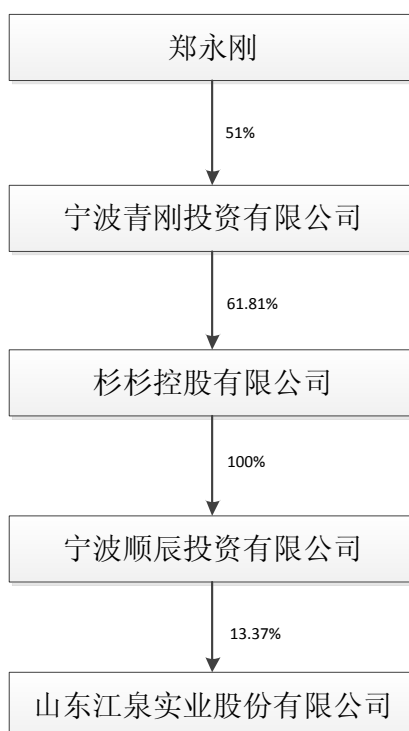 郑永刚
51%
宁波青刚投资有限公司
61.81%
杉杉控股有限公司
100%
宁波顺辰投资有限公司
13.37%
山东江泉实业股份有限公司